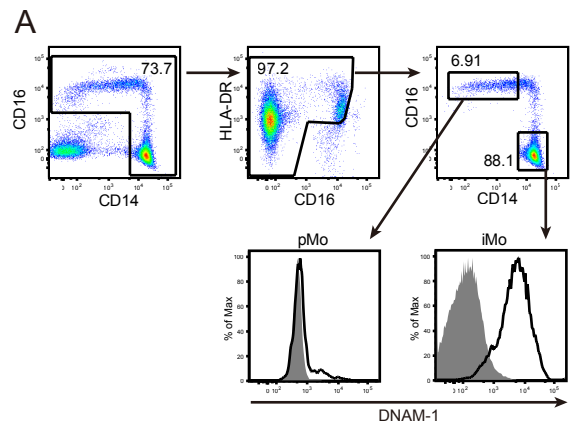 A
73.7
97.2
6.91
88.1
CD16
CD14
HLA-DR
CD16
CD16
CD14
pMo
iMo
% of Max
% of Max
DNAM-1